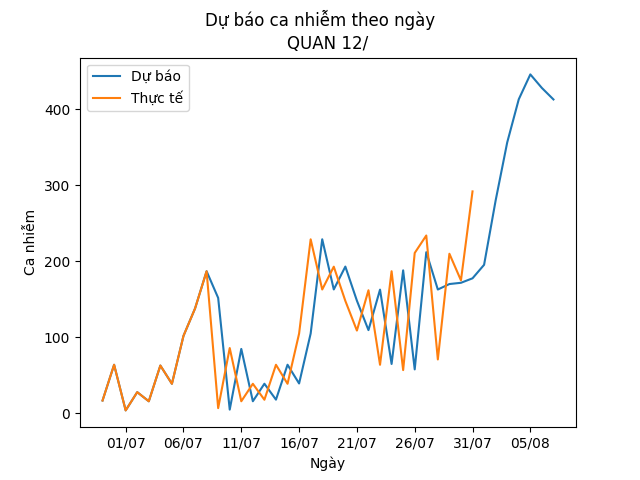 Dự báo ca nhiễm theo ngày
QUAN 12/
Dự báo
Thực tế
Ca nhiễm
400
300
200
100
0
01/07 06/07 11/07 16/07 21/07 26/07 31/07 05/08
Ngày